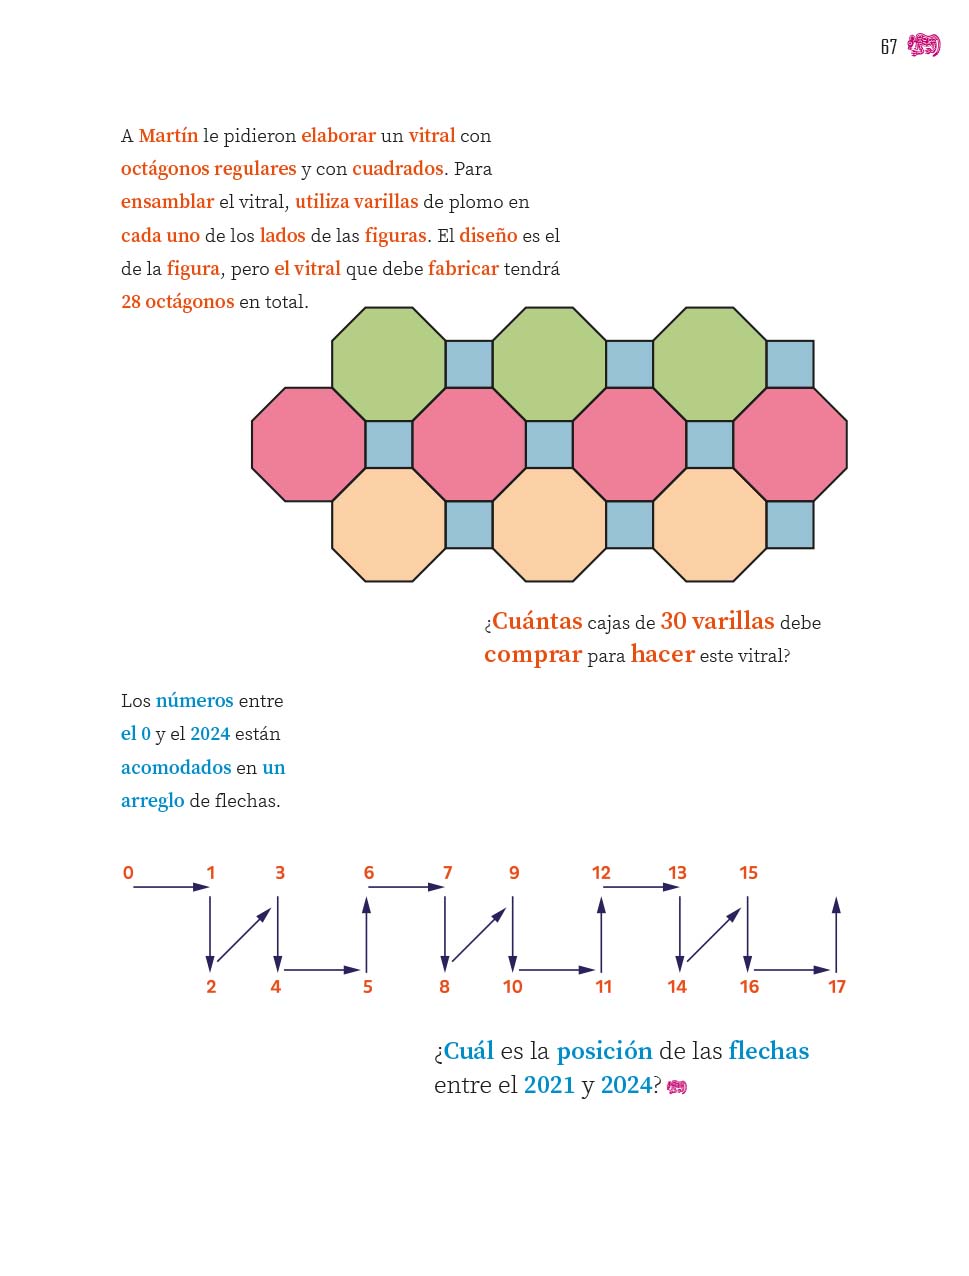 67
A Martín le pidieron elaborar un vitral con
octágonos regulares y con cuadrados. Para
ensamblar el vitral, utiliza varillas de plomo en
cada uno de los lados de las figuras. El diseño es el
de la figura, pero el vitral que debe fabricar tendrá
28 octágonos en total.
¿Cuántas cajas de 30 varillas debe
comprar para hacer este vitral?
Los números entre
el 0 y el 2024 están
acomodados en un
arreglo de flechas.
0 1 3 6 7 9 12 13 15
2 4 5 8 10 11 14 16 17
¿Cuál es la posición de las flechas
entre el 2021 y 2024?